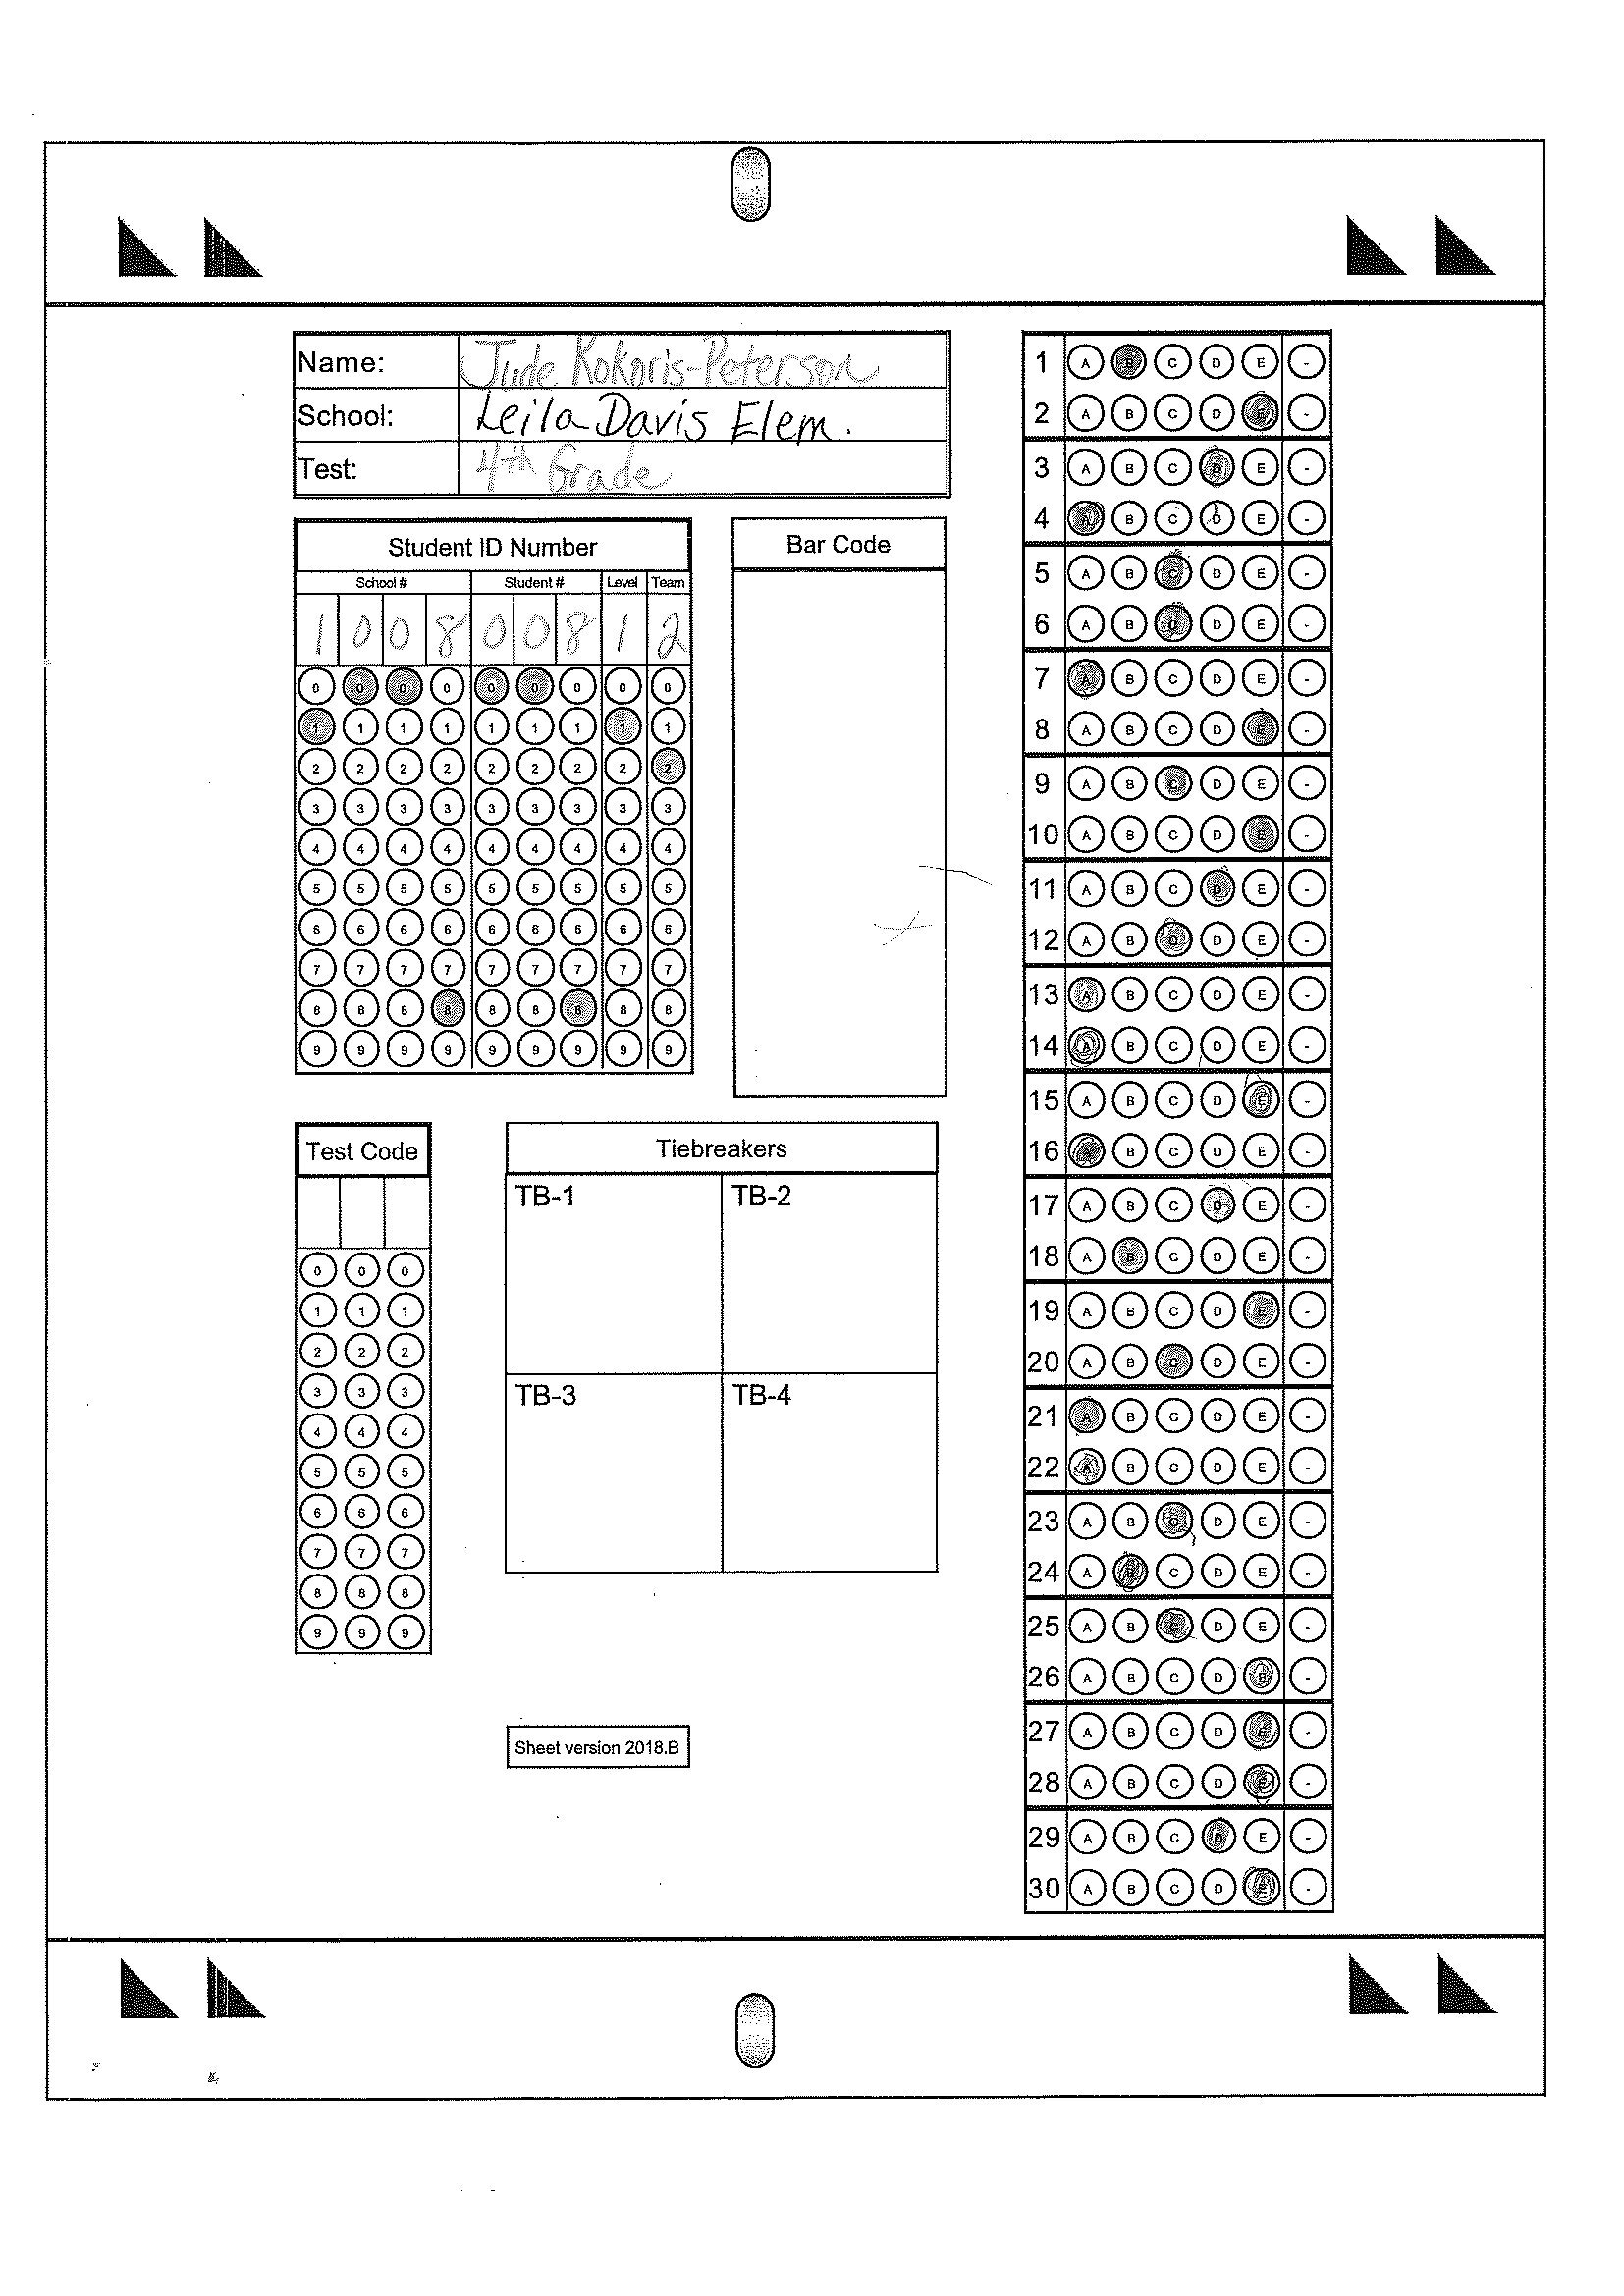 Name: Jude Kokoris-Peterson
School: Leila Davis Elem.
Test: 4th Grade
Student ID Number
School # Student # Level Team
1 0 0 8 0 0 8 1 2
0 0 0 0 0 0 0 0 0
1 1 1 1 1 1 1 1 1
2 2 2 2 2 2 2 2 2
3 3 3 3 3 3 3 3 3
4 4 4 4 4 4 4 4 4
5 5 5 5 5 5 5 5 5
6 6 6 6 6 6 6 6 6
7 7 7 7 7 7 7 7 7
8 8 8 8 8 8 8 8 8
9 9 9 9 9 9 9 9 9
Bar Code
Test Code
0 0 0
1 1 1
2 2 2
3 3 3
4 4 4
5 5 5
6 6 6
7 7 7
8 8 8
9 9 9
Tiebreakers
TB-1 TB-2
TB-3 TB-4
Sheet version 2018.B
1 A B C D E -
2 A B C D E -
3 A B C D E -
4 A B C D E -
5 A B C D E -
6 A B C D E -
7 A B C D E -
8 A B C D E -
9 A B C D E -
10 A B C D E -
11 A B C D E -
12 A B C D E -
13 A B C D E -
14 A B C D E -
15 A B C D E -
16 A B C D E -
17 A B C D E -
18 A B C D E -
19 A B C D E -
20 A B C D E -
21 A B C D E -
22 A B C D E -
23 A B C D E -
24 A B C D E -
25 A B C D E -
26 A B C D E -
27 A B C D E -
28 A B C D E -
29 A B C D E -
30 A B C D E -